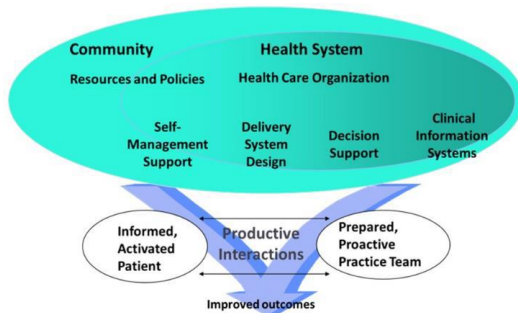 Community
Health System
Resources and Policies
Health Care Organization
Self-
Management
Support
Delivery
System
Design
Decision
Support
Clinical
Information
Systems
Informed,
Activated
Patient
Productive
Interactions
Prepared,
Proactive
Practice Team
Improved outcomes